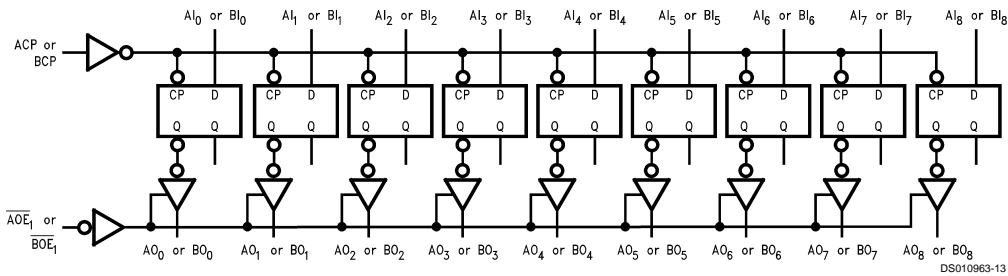 AI₀ or BI₀ AI₁ or BI₁ AI₂ or BI₂ AI₃ or BI₃ AI₄ or BI₄ AI₅ or BI₅ AI₆ or BI₆ AI₇ or BI₇ AI₈ or BI₈
ACP or
BCP
CP D CP D CP D CP D CP D CP D CP D CP D CP D
Q Q Q Q Q Q Q Q Q Q Q Q Q Q Q Q Q Q
A̅O̅E̅₁ or
B̅O̅E̅₁
AO₀ or BO₀ AO₁ or BO₁ AO₂ or BO₂ AO₃ or BO₃ AO₄ or BO₄ AO₅ or BO₅ AO₆ or BO₆ AO₇ or BO₇ AO₈ or BO₈
DS010963-13